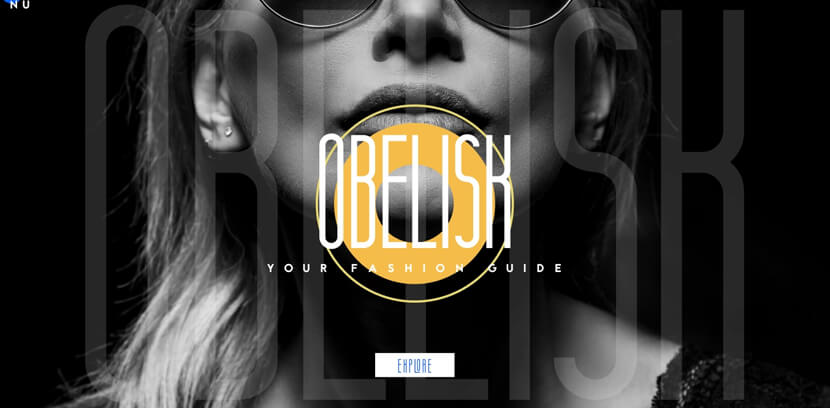 NU
OBELISK
OBELISK
YOUR FASHION GUIDE
EXPLORE